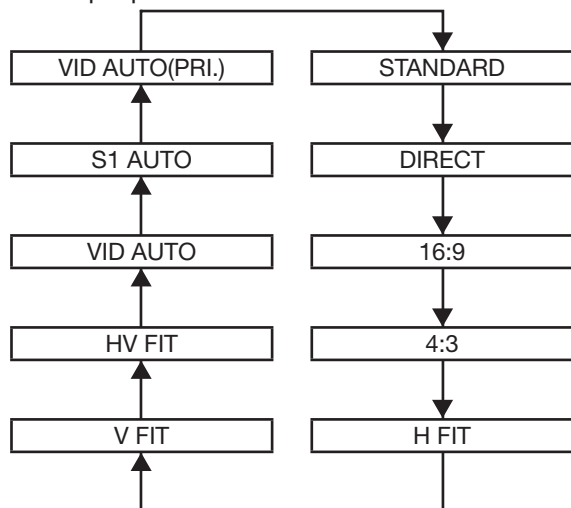 VID AUTO(PRI.)
STANDARD
S1 AUTO
DIRECT
VID AUTO
16:9
HV FIT
4:3
V FIT
H FIT